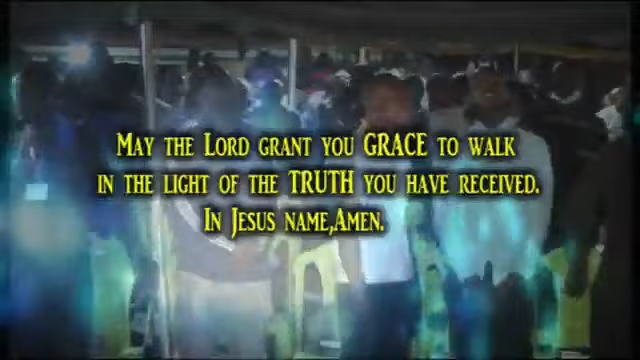 May the Lord grant you GRACE to walk
in the light of the TRUTH you have received.
In Jesus name,Amen.